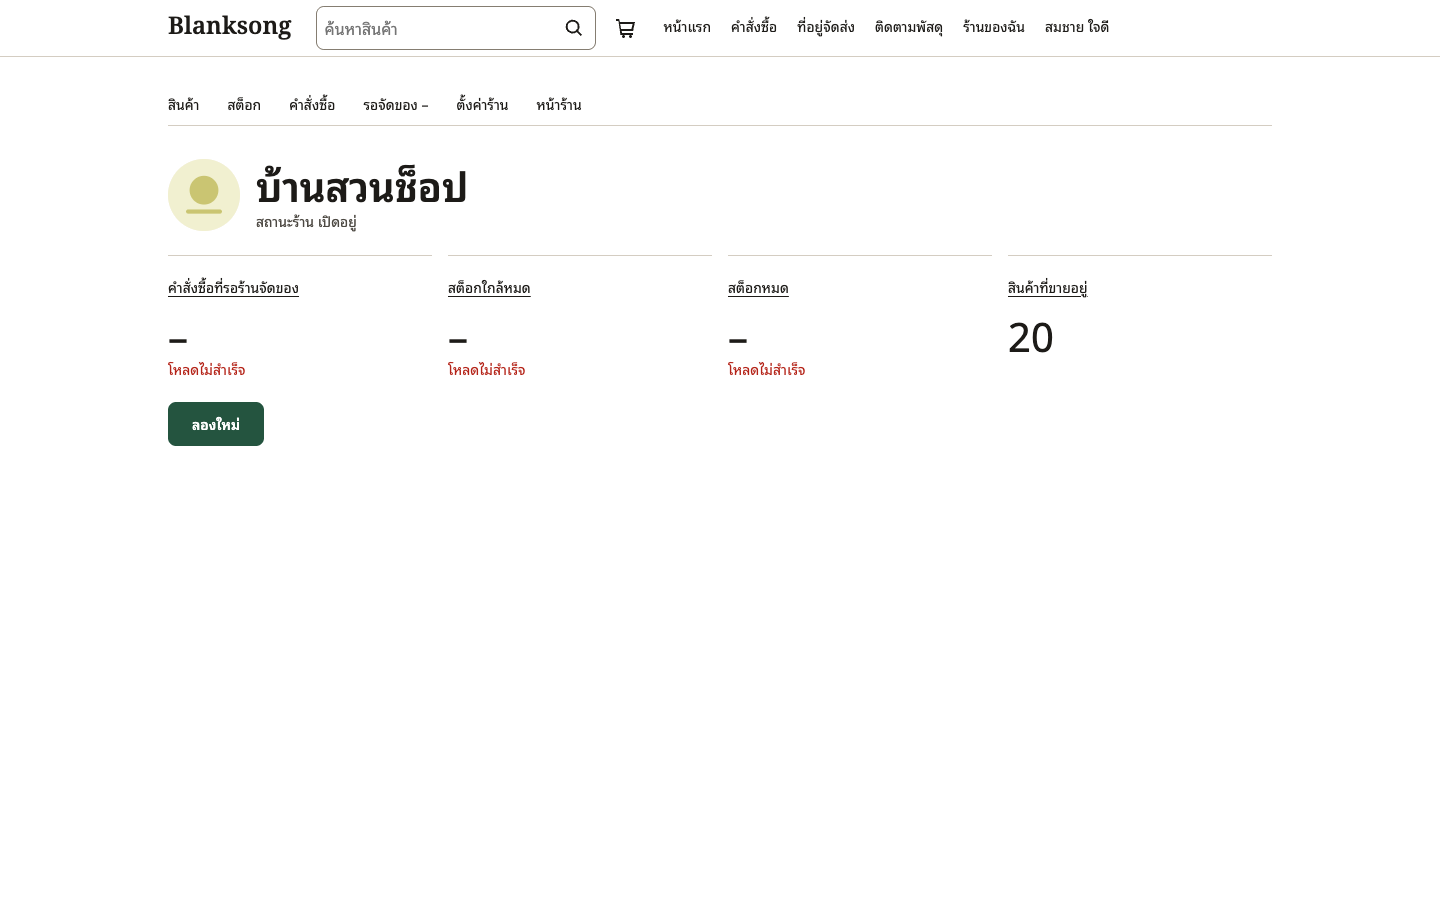 Blanksong
ค้นหาสินค้า
หน้าแรก คำสั่งซื้อ ที่อยู่จัดส่ง ติดตามพัสดุ ร้านของฉัน สมชาย ใจดี
สินค้า สต็อก คำสั่งซื้อ รอจัดของ – ตั้งค่าร้าน หน้าร้าน
บ้านสวนช็อป
สถานะร้าน เปิดอยู่
คำสั่งซื้อที่รอร้านจัดของ สต็อกใกล้หมด สต็อกหมด สินค้าที่ขายอยู่
– – – 20
โหลดไม่สำเร็จ โหลดไม่สำเร็จ โหลดไม่สำเร็จ
ลองใหม่